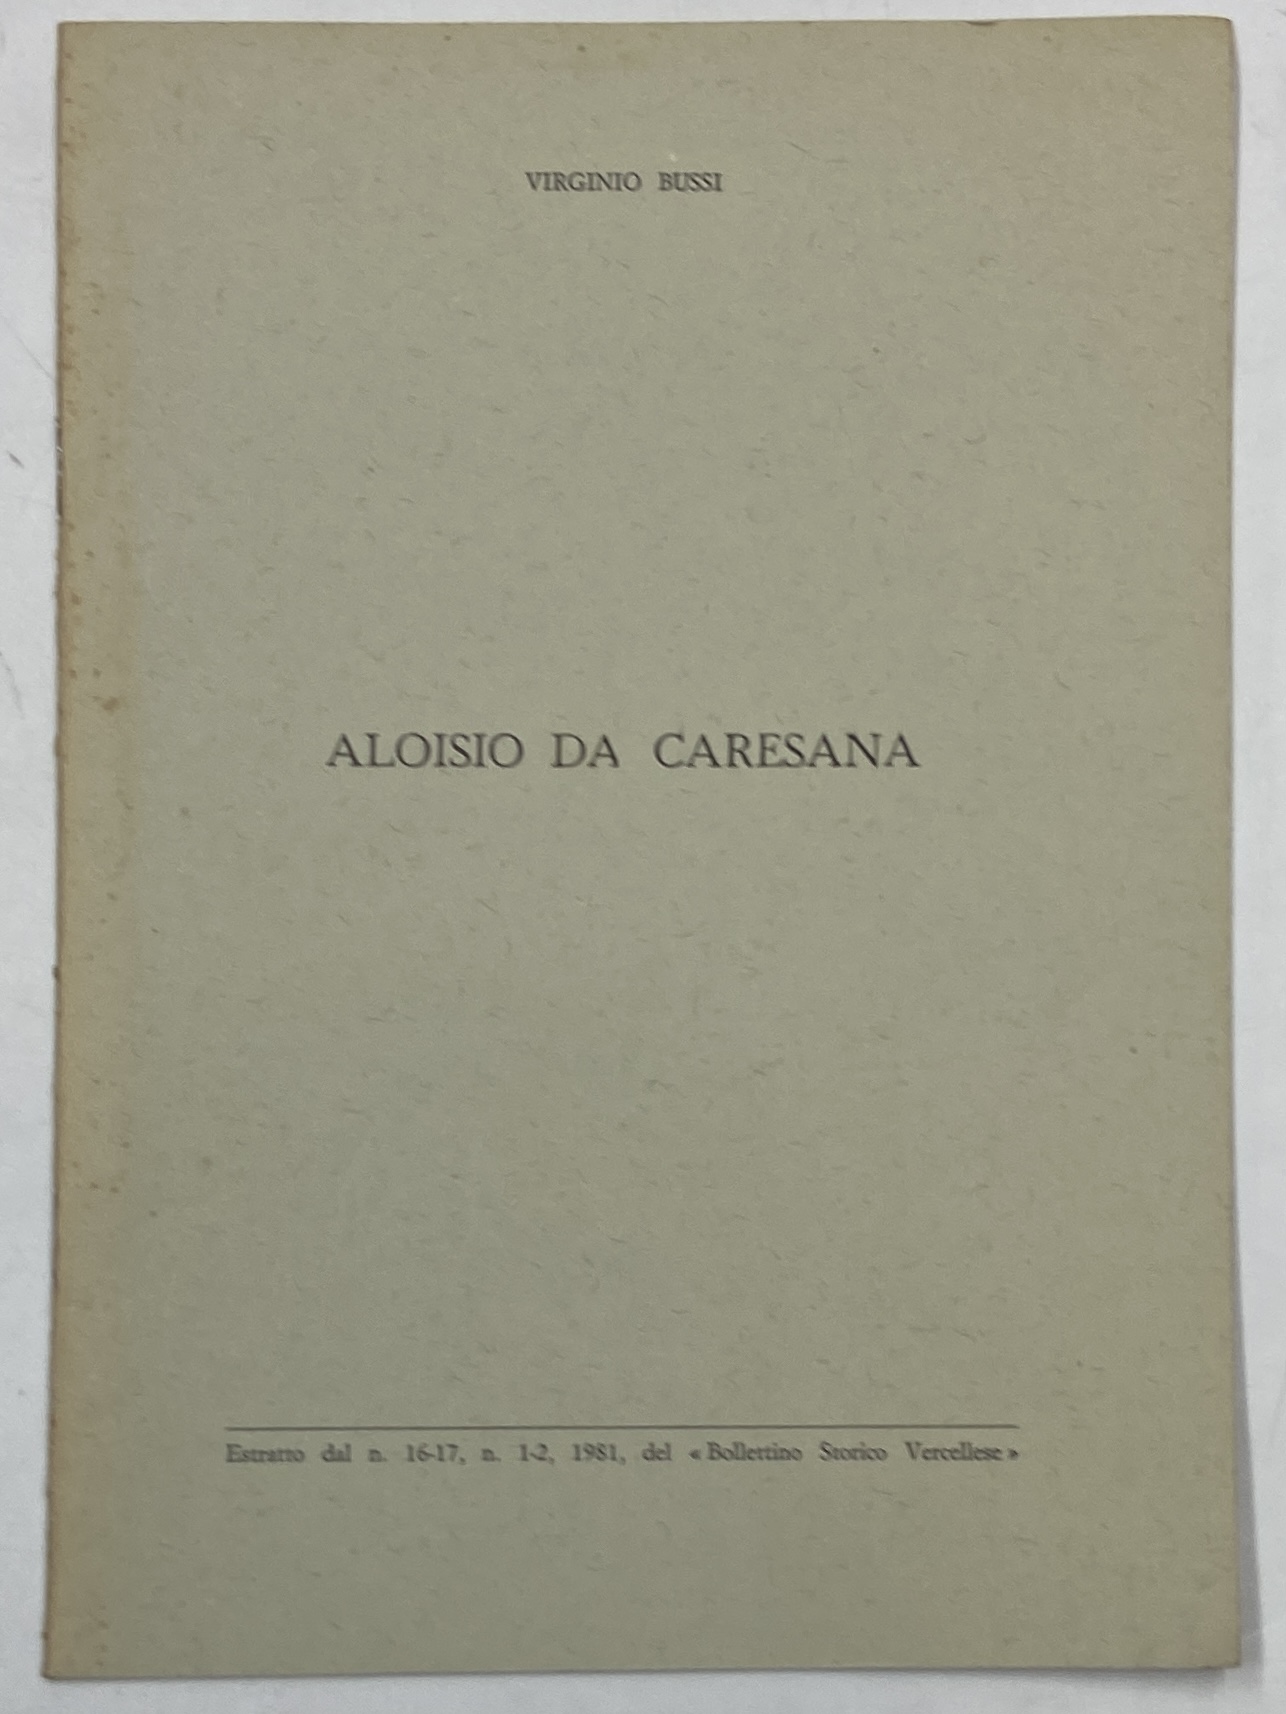 VIRGINIO BUSSI
ALOISIO DA CARESANA
Estratto dal n. 16-17, n. 1-2, 1981, del « Bollettino Storico Vercellese »